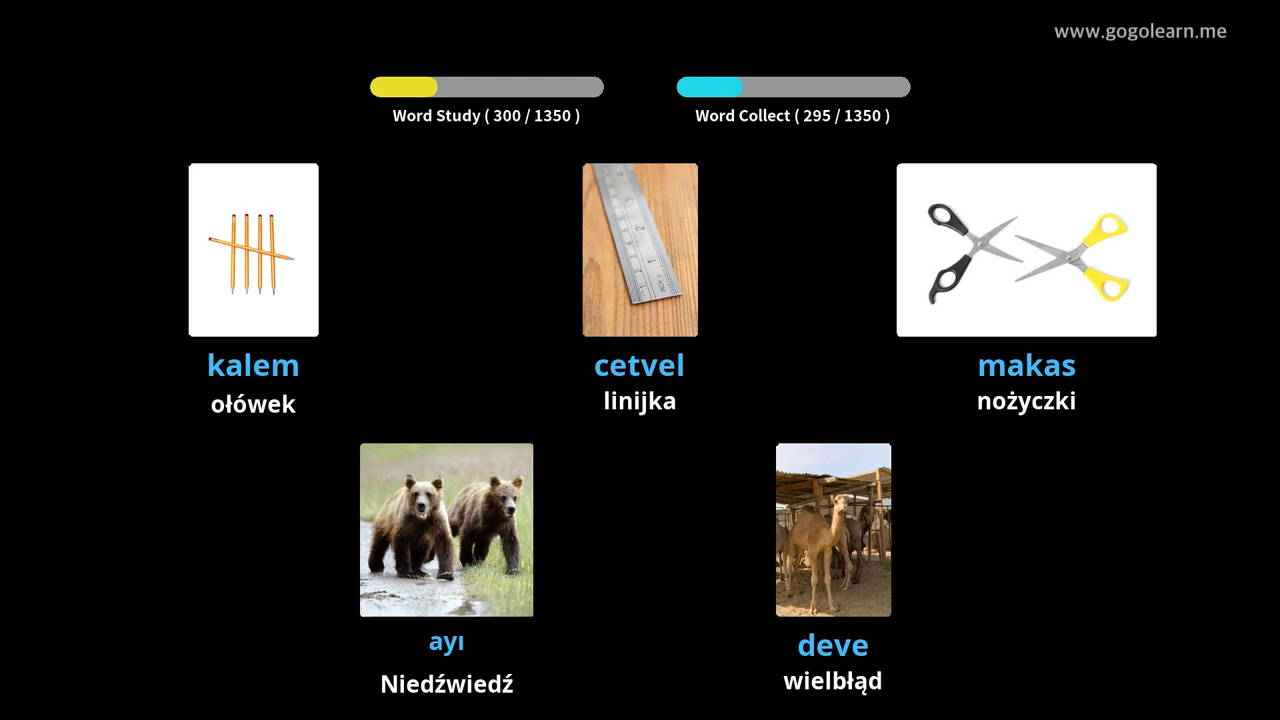 www.gogolearn.me
Word Study ( 300 / 1350 )
Word Collect ( 295 / 1350 )
kalem
ołówek
cetvel
linijka
makas
nożyczki
ayı
Niedźwiedź
deve
wielbłąd